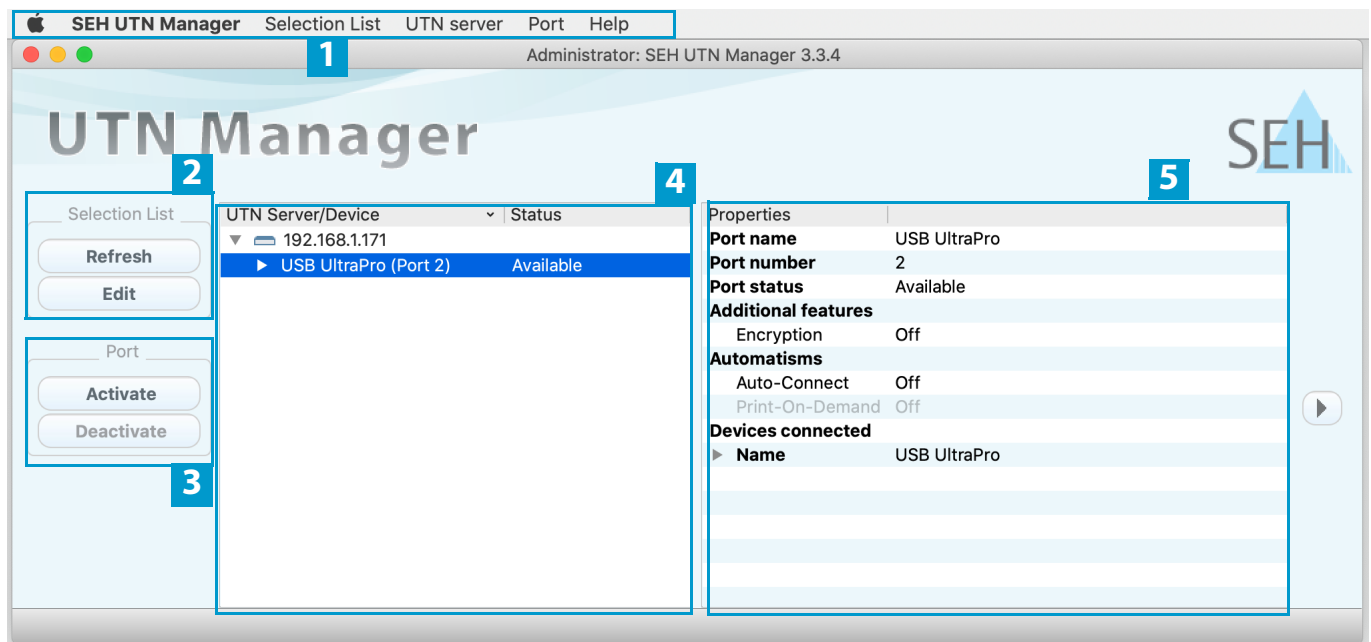 SEH UTN Manager Selection List UTN server Port Help
1
Administrator: SEH UTN Manager 3.3.4
UTN Manager
SEH
2
4
5
Selection List
Refresh
Edit
Port
Activate
Deactivate
3
UTN Server/Device Status
192.168.1.171
USB UltraPro (Port 2) Available
Properties
Port name USB UltraPro
Port number 2
Port status Available
Additional features
Encryption Off
Automatisms
Auto-Connect Off
Print-On-Demand Off
Devices connected
Name USB UltraPro